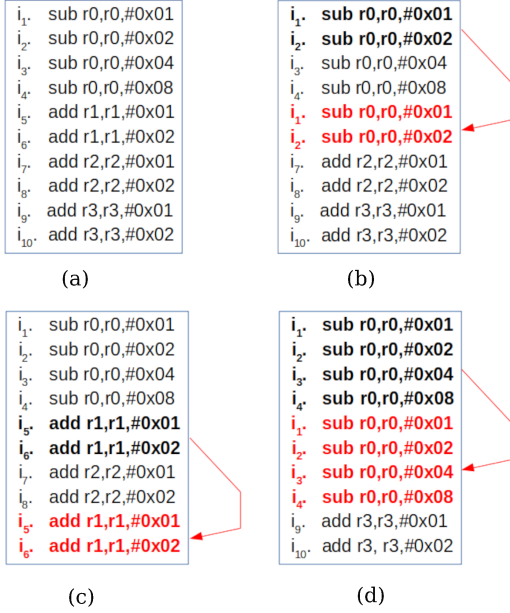 i1. sub r0,r0,#0x01
i2. sub r0,r0,#0x02
i3. sub r0,r0,#0x04
i4. sub r0,r0,#0x08
i5. add r1,r1,#0x01
i6. add r1,r1,#0x02
i7. add r2,r2,#0x01
i8. add r2,r2,#0x02
i9. add r3,r3,#0x01
i10. add r3,r3,#0x02
(a)
i1. sub r0,r0,#0x01
i2. sub r0,r0,#0x02
i3. sub r0,r0,#0x04
i4. sub r0,r0,#0x08
i1. sub r0,r0,#0x01
i2. sub r0,r0,#0x02
i7. add r2,r2,#0x01
i8. add r2,r2,#0x02
i9. add r3,r3,#0x01
i10. add r3,r3,#0x02
(b)
i1. sub r0,r0,#0x01
i2. sub r0,r0,#0x02
i3. sub r0,r0,#0x04
i4. sub r0,r0,#0x08
i5. add r1,r1,#0x01
i6. add r1,r1,#0x02
i7. add r2,r2,#0x01
i8. add r2,r2,#0x02
i5. add r1,r1,#0x01
i6. add r1,r1,#0x02
(c)
i1. sub r0,r0,#0x01
i2. sub r0,r0,#0x02
i3. sub r0,r0,#0x04
i4. sub r0,r0,#0x08
i1. sub r0,r0,#0x01
i2. sub r0,r0,#0x02
i3. sub r0,r0,#0x04
i4. sub r0,r0,#0x08
i9. add r3,r3,#0x01
i10. add r3, r3,#0x02
(d)